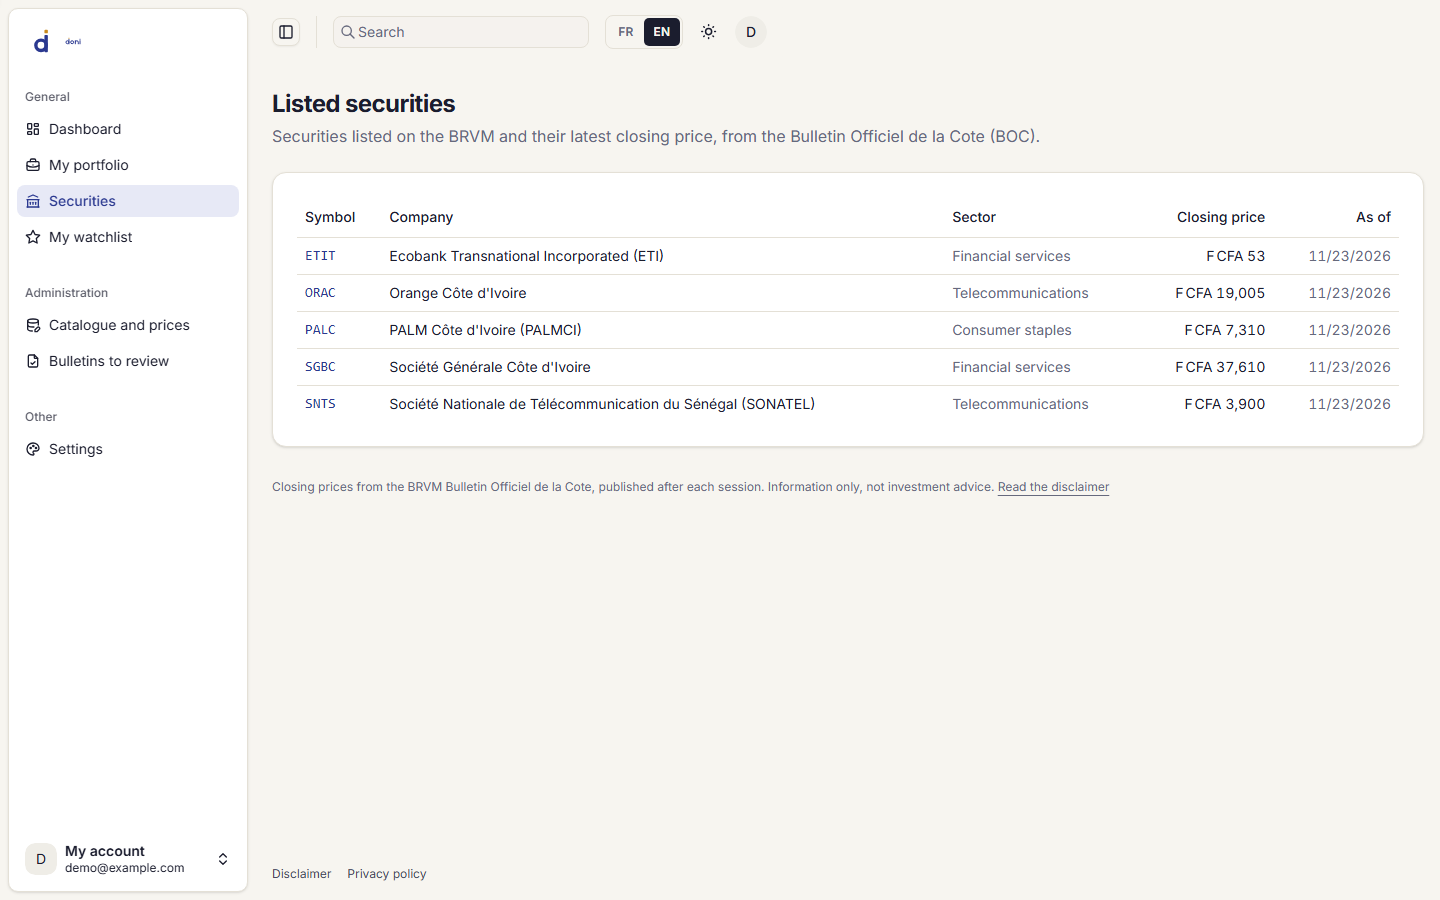 doni
Search
FR EN
D
General
Dashboard
My portfolio
Securities
My watchlist
Administration
Catalogue and prices
Bulletins to review
Other
Settings
D
My account
demo@example.com
Listed securities
Securities listed on the BRVM and their latest closing price, from the Bulletin Officiel de la Cote (BOC).
Symbol Company Sector Closing price As of
ETIT Ecobank Transnational Incorporated (ETI) Financial services F CFA 53 11/23/2026
ORAC Orange Côte d'Ivoire Telecommunications F CFA 19,005 11/23/2026
PALC PALM Côte d'Ivoire (PALMCI) Consumer staples F CFA 7,310 11/23/2026
SGBC Société Générale Côte d'Ivoire Financial services F CFA 37,610 11/23/2026
SNTS Société Nationale de Télécommunication du Sénégal (SONATEL) Telecommunications F CFA 3,900 11/23/2026
Closing prices from the BRVM Bulletin Officiel de la Cote, published after each session. Information only, not investment advice. Read the disclaimer
Disclaimer Privacy policy